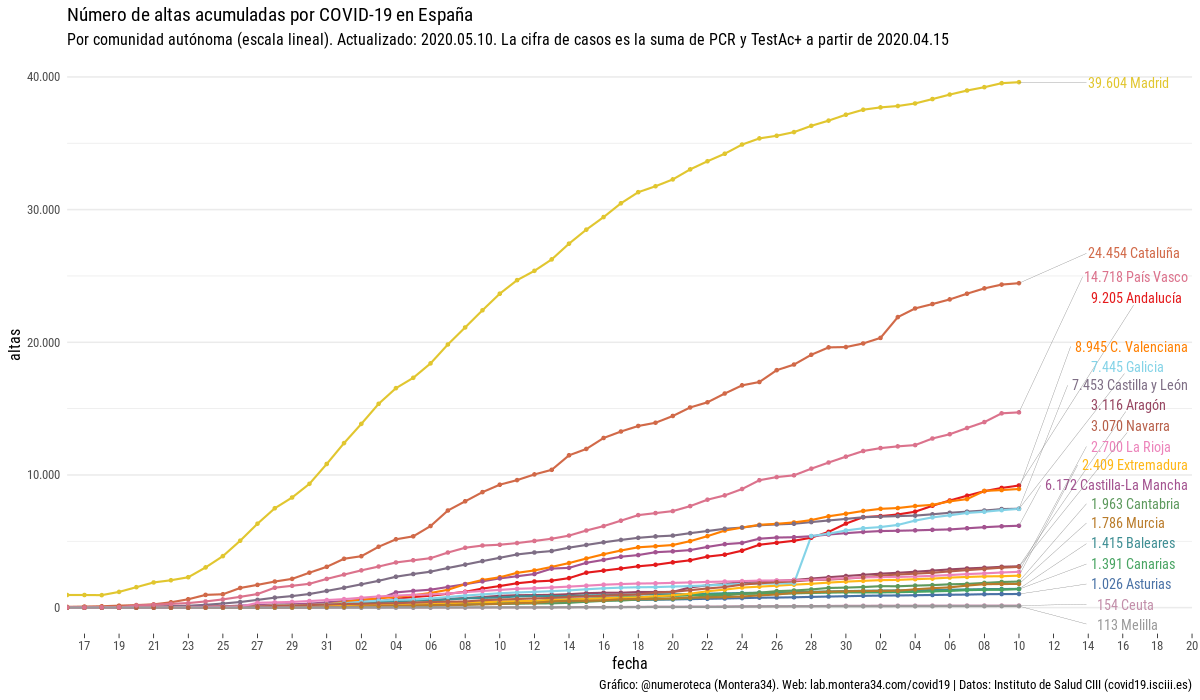 Número de altas acumuladas por COVID-19 en España
Por comunidad autónoma (escala lineal). Actualizado: 2020.05.10. La cifra de casos es la suma de PCR y TestAc+ a partir de 2020.04.15
40.000
30.000
20.000
10.000
0
altas
39.604 Madrid
24.454 Cataluña
14.718 País Vasco
9.205 Andalucía
8.945 C. Valenciana
7.445 Galicia
7.453 Castilla y León
3.116 Aragón
3.070 Navarra
2.700 La Rioja
2.409 Extremadura
6.172 Castilla-La Mancha
1.963 Cantabria
1.786 Murcia
1.415 Baleares
1.391 Canarias
1.026 Asturias
154 Ceuta
113 Melilla
17 19 21 23 25 27 29 31 02 04 06 08 10 12 14 16 18 20 22 24 26 28 30 02 04 06 08 10 12 14 16 18 20
fecha
Gráfico: @numeroteca (Montera34). Web: lab.montera34.com/covid19 | Datos: Instituto de Salud CIII (covid19.isciii.es)